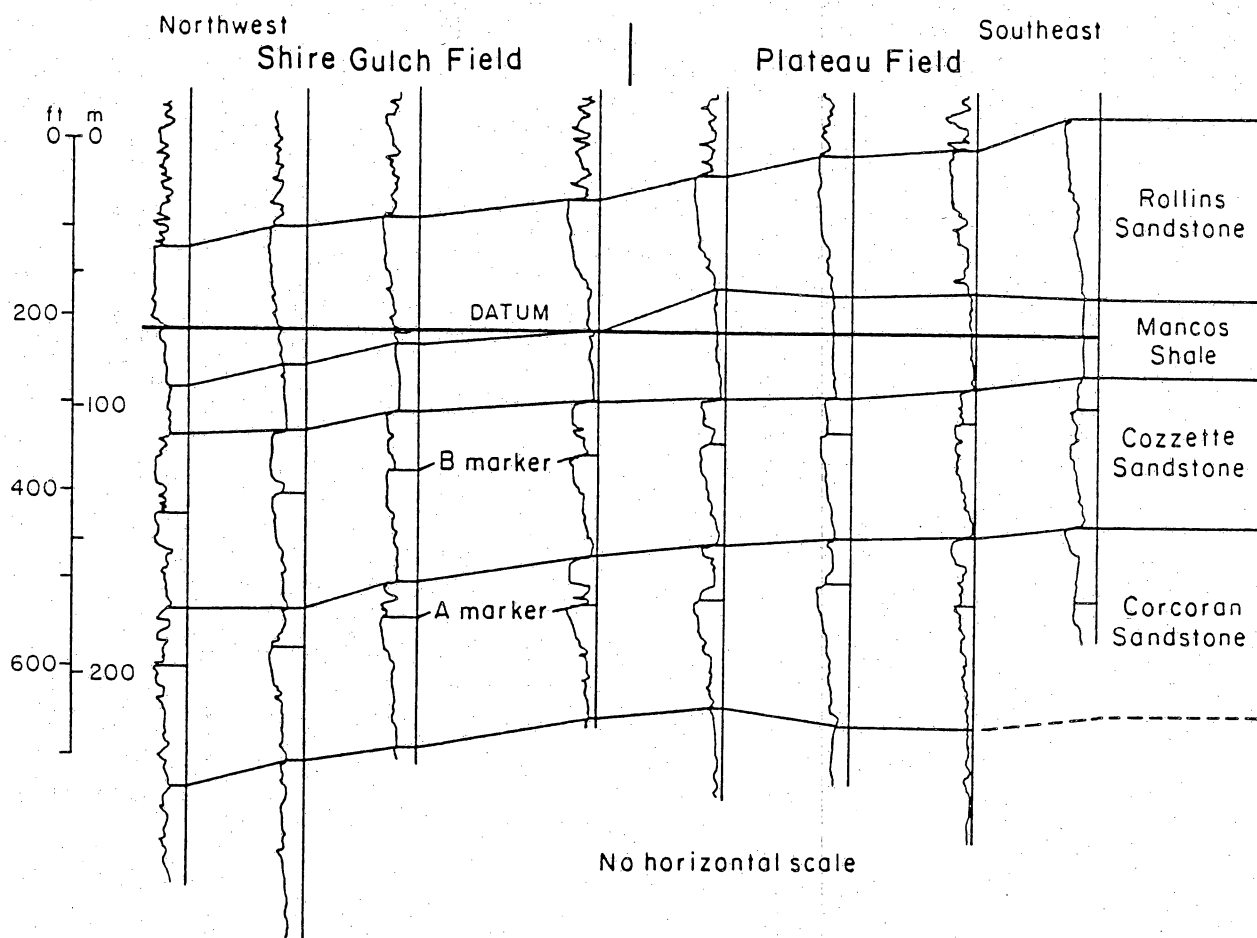 Northwest
Southeast
Shire Gulch Field
Plateau Field
ft m
0 0
Rollins
Sandstone
200
DATUM
Mancos
Shale
100
B marker
Cozzette
Sandstone
400
A marker
Corcoran
Sandstone
600
200
No horizontal scale